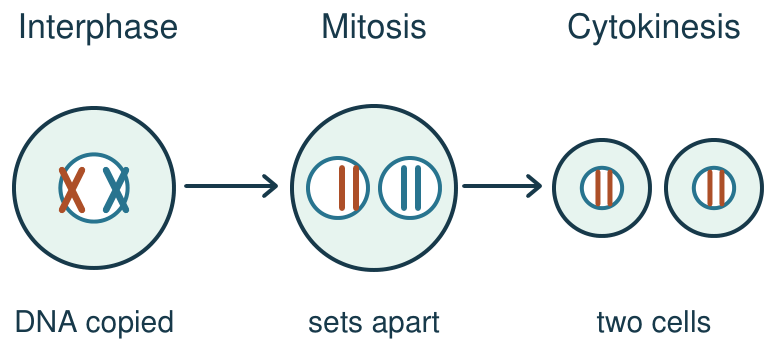 Interphase
Mitosis
Cytokinesis
DNA copied
sets apart
two cells